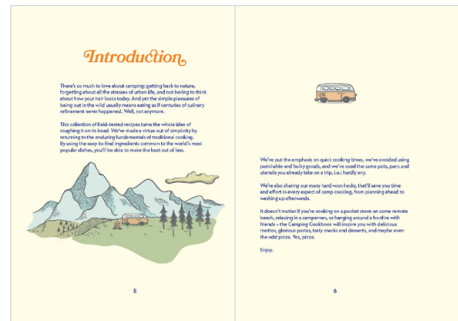 Introduction
There's so much to love about camping: getting back to nature,
forgetting about all the stresses of urban life, and not having to think
about how your hair looks today. And yet the simple pleasures of
being out in the wild usually means eating as if centuries of culinary
refinement never happened. Well, not anymore.
This collection of field-tested recipes turns the whole idea of
roughing it on its head. We've made a virtue out of simplicity by
returning to the enduring fundamentals of traditional cooking.
By using the easy-to-find ingredients common to the world's most
popular dishes, you'll be able to make the best out of less.
5
We've put the emphasis on quick cooking times, we've avoided using
perishable and bulky goods, and we've used the same pots, pans and
utensils you already take on a trip, i.e.: hardly any.
We're also sharing our many hard-won hacks, that'll save you time
and effort in every aspect of camp cooking, from planning ahead to
washing up afterwards.
It doesn't matter if you're cooking on a pocket stove on some remote
beach, relaxing in a campervan, or hanging around a bonfire with
friends – the Camping Cookbook will inspire you with delicious
risottos, glorious pastas, tasty snacks and desserts, and maybe even
the odd pizza. Yes, pizza.
Enjoy.
6